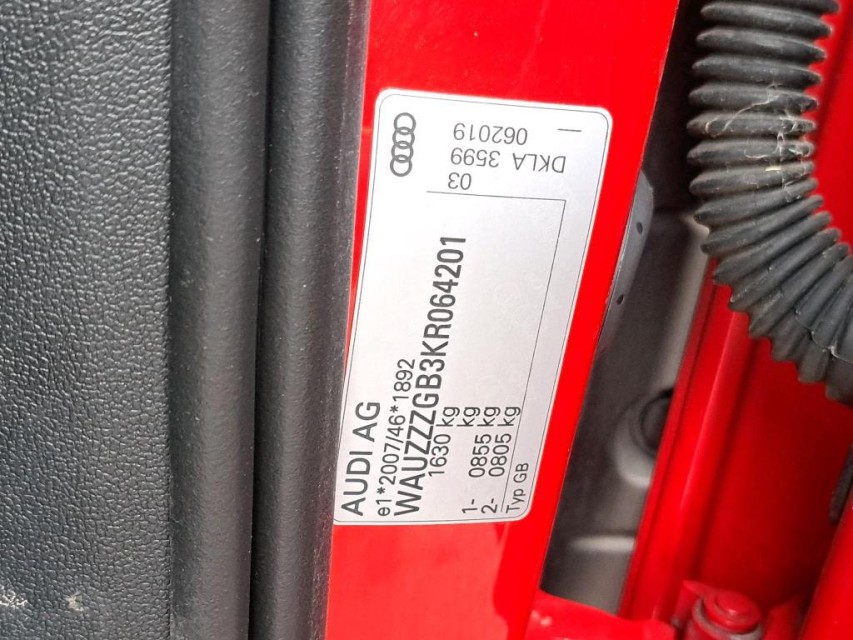 AUDI AG
e1*2007/46*1892
WAUZZZGB3KR064201
1630 kg
1- 0855 kg
2- 0805 kg
Typ GB
03
DKLA 3599
062019